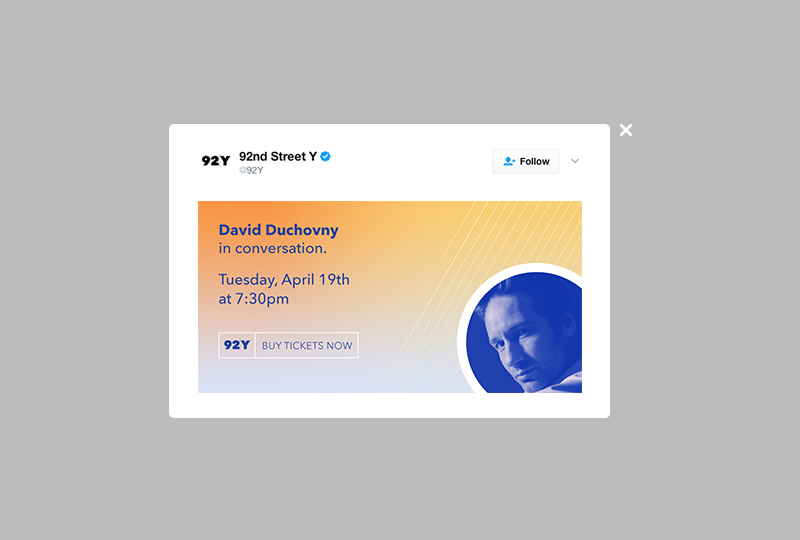 92Y
92nd Street Y
@92Y
Follow
David Duchovny
in conversation.
Tuesday, April 19th
at 7:30pm
92Y BUY TICKETS NOW